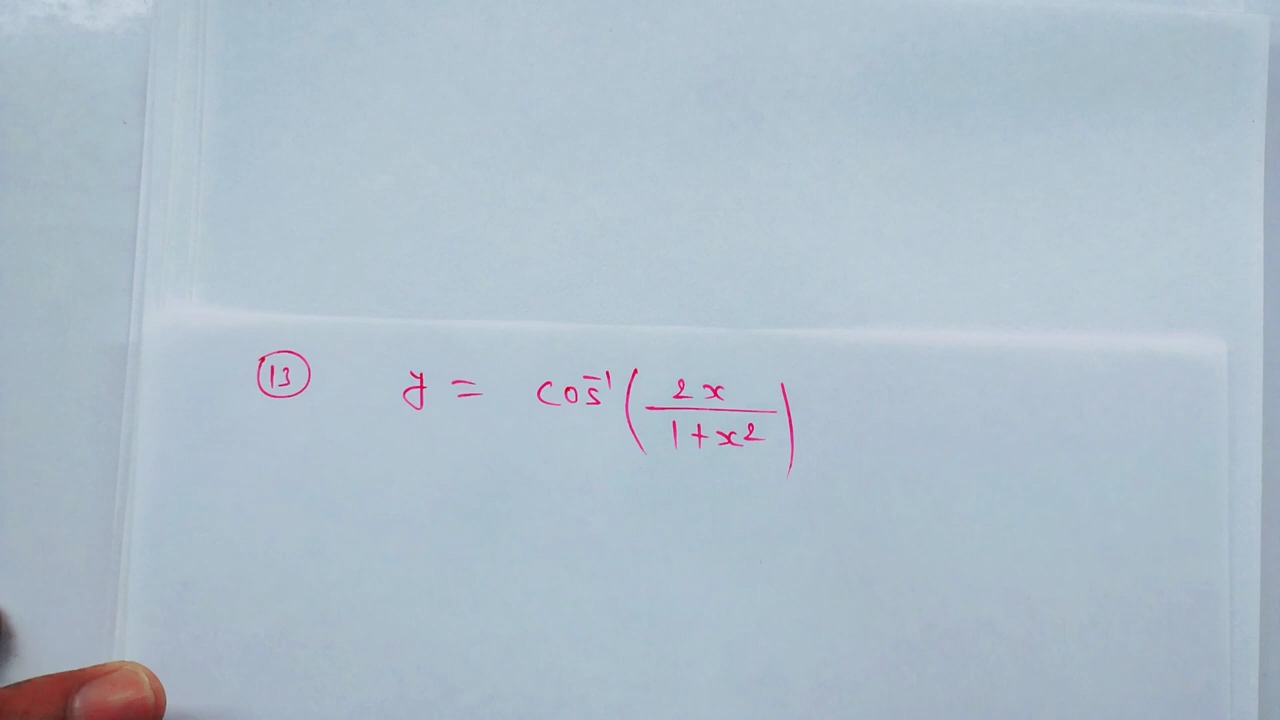 ⑬ y = cos⁻¹(2x/(1+x²))